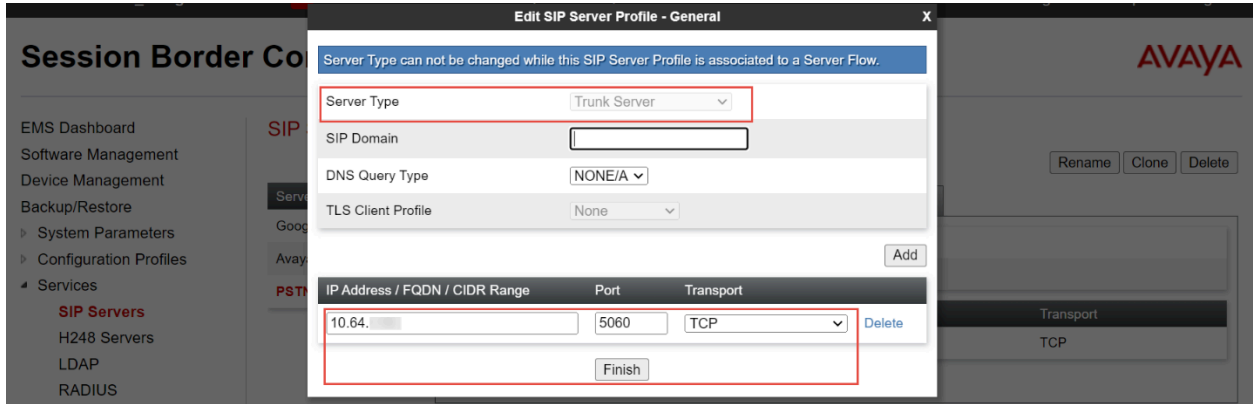 Edit SIP Server Profile - General X
Session Border Co
Server Type can not be changed while this SIP Server Profile is associated to a Server Flow.
AVAYA
Server Type Trunk Server
EMS Dashboard
SIP
SIP Domain
Software Management
Rename Clone Delete
Device Management
DNS Query Type NONE/A
Backup/Restore
Serve
TLS Client Profile None
System Parameters
Goog
Configuration Profiles
Avay
Add
Services
PSTN
IP Address / FQDN / CIDR Range Port Transport
SIP Servers
Transport
10.64. 5060 TCP Delete
H248 Servers
TCP
LDAP
Finish
RADIUS